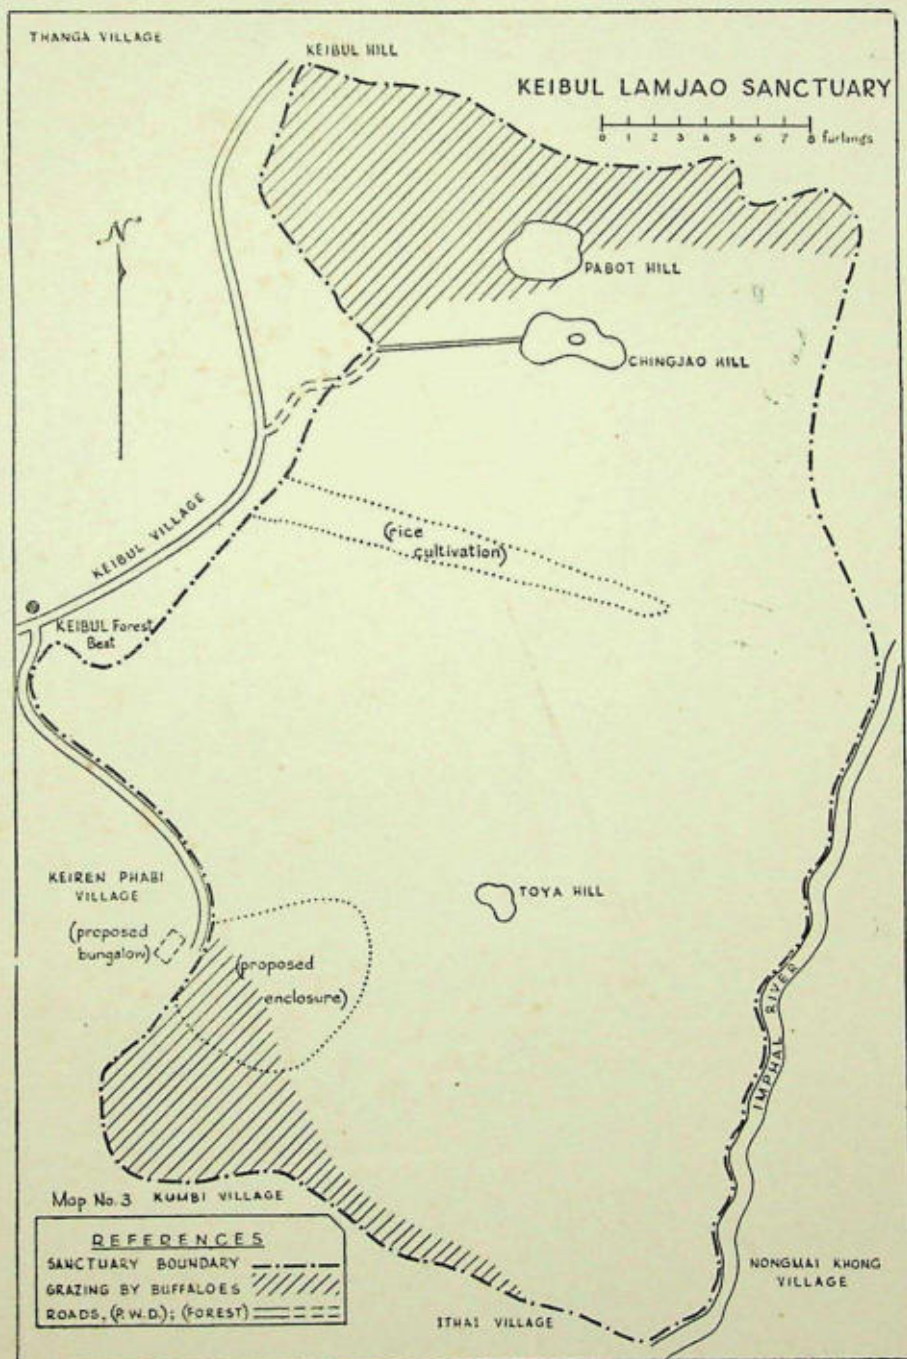 THANGA VILLAGE
KEIBUL HILL
KEIBUL LAMJAO SANCTUARY
0 1 2 3 4 5 6 7 8 furlongs
N
PABOT HILL
CHINGJAO HILL
KEIBUL VILLAGE
(rice
cultivation)
KEIBUL Forest
Beat
KEIREN PHABI
VILLAGE
(proposed
bungalow)
TOYA HILL
(proposed
enclosure)
IMPHAL RIVER
Map No. 3
KUMBI VILLAGE
REFERENCES
SANCTUARY BOUNDARY
GRAZING BY BUFFALOES
ROADS, (P.W.D.); (FOREST)
NONGMAI KHONG
VILLAGE
ITHAI VILLAGE